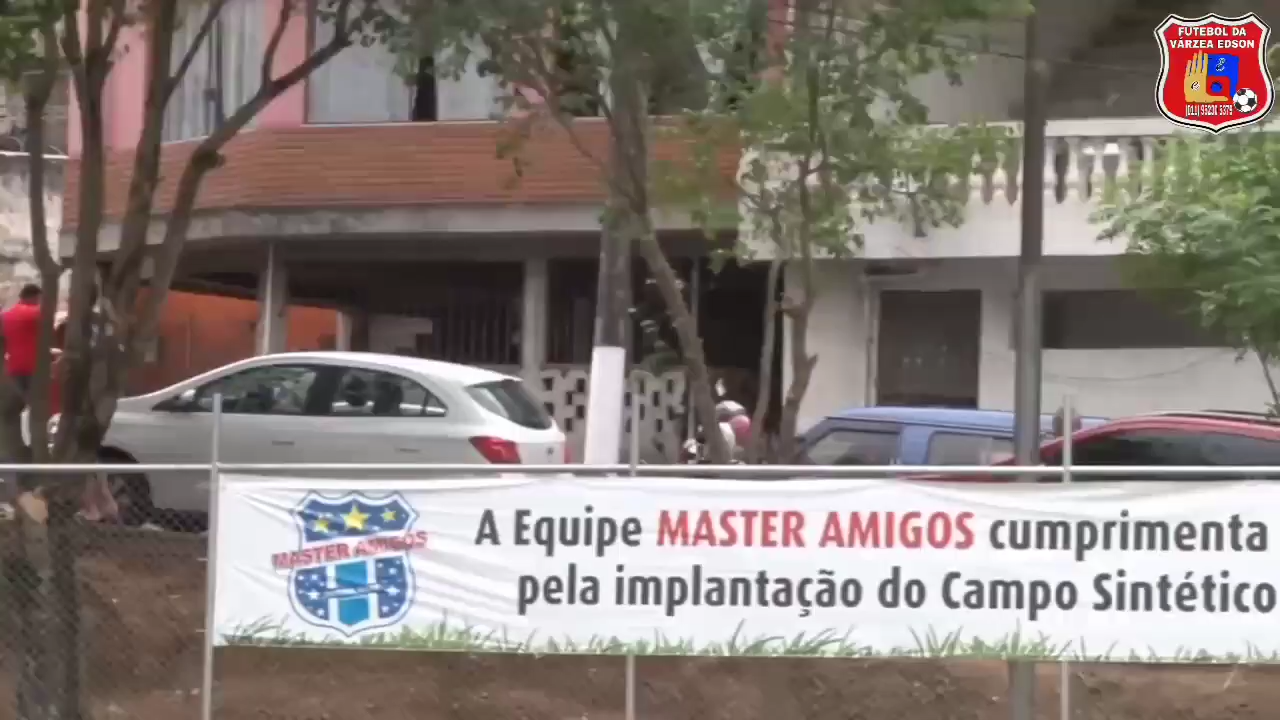 FUTEBOL DA
VÁRZEA EDSON
A Equipe MASTER AMIGOS cumprimenta
pela implantação do Campo Sintético
MASTER AMIGOS